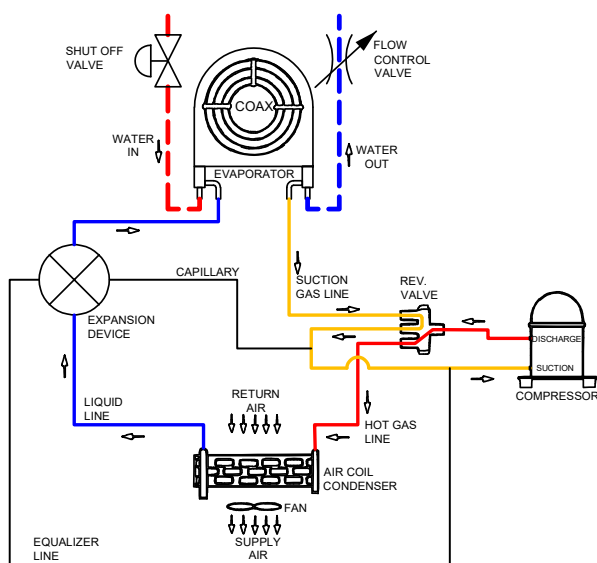 SHUT OFF
VALVE
FLOW
CONTROL
VALVE
COAX
WATER
IN
WATER
OUT
EVAPORATOR
CAPILLARY
SUCTION
GAS LINE
REV.
VALVE
EXPANSION
DEVICE
DISCHARGE
SUCTION
COMPRESSOR
LIQUID
LINE
RETURN
AIR
HOT GAS
LINE
AIR COIL
CONDENSER
FAN
EQUALIZER
LINE
SUPPLY
AIR